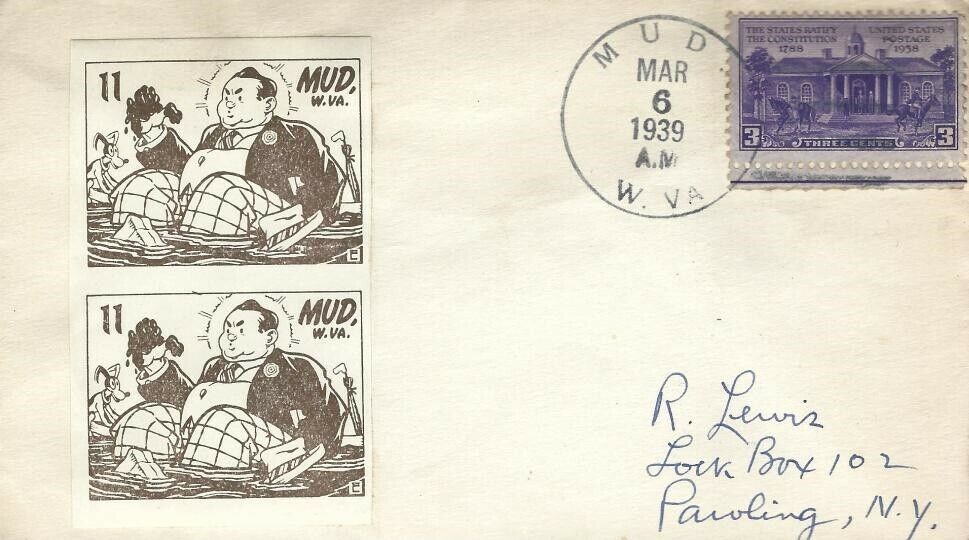 11
MUD,
W. VA.
E
11
MUD,
W. VA.
E
MUD
MAR
6
1939
A.M
W. VA
THE STATES RATIFY UNITED STATES
THE CONSTITUTION POSTAGE
1788 1938
3 THREE CENTS 3
R. Lewis
Lock Box 102
Pawling, N.Y.